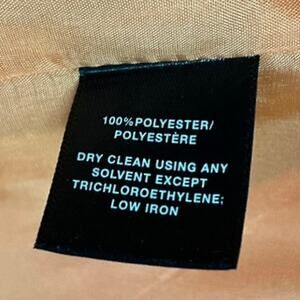 100%POLYESTER/
POLYESTÈRE
DRY CLEAN USING ANY
SOLVENT EXCEPT
TRICHLOROETHYLENE;
LOW IRON